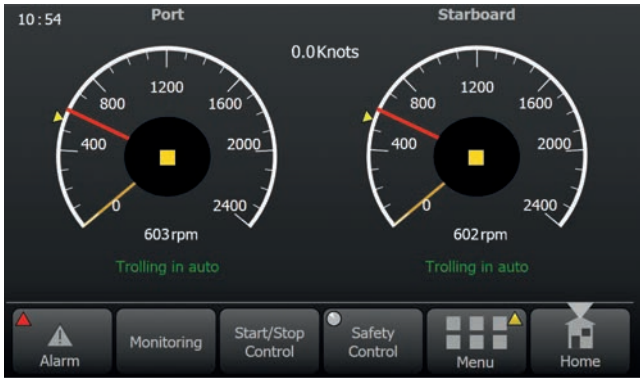 10:54
Port
Starboard
0.0Knots
0
400
800
1200
1600
2000
2400
603rpm
Trolling in auto
0
400
800
1200
1600
2000
2400
602rpm
Trolling in auto
Alarm
Monitoring
Start/Stop
Control
Safety
Control
Menu
Home